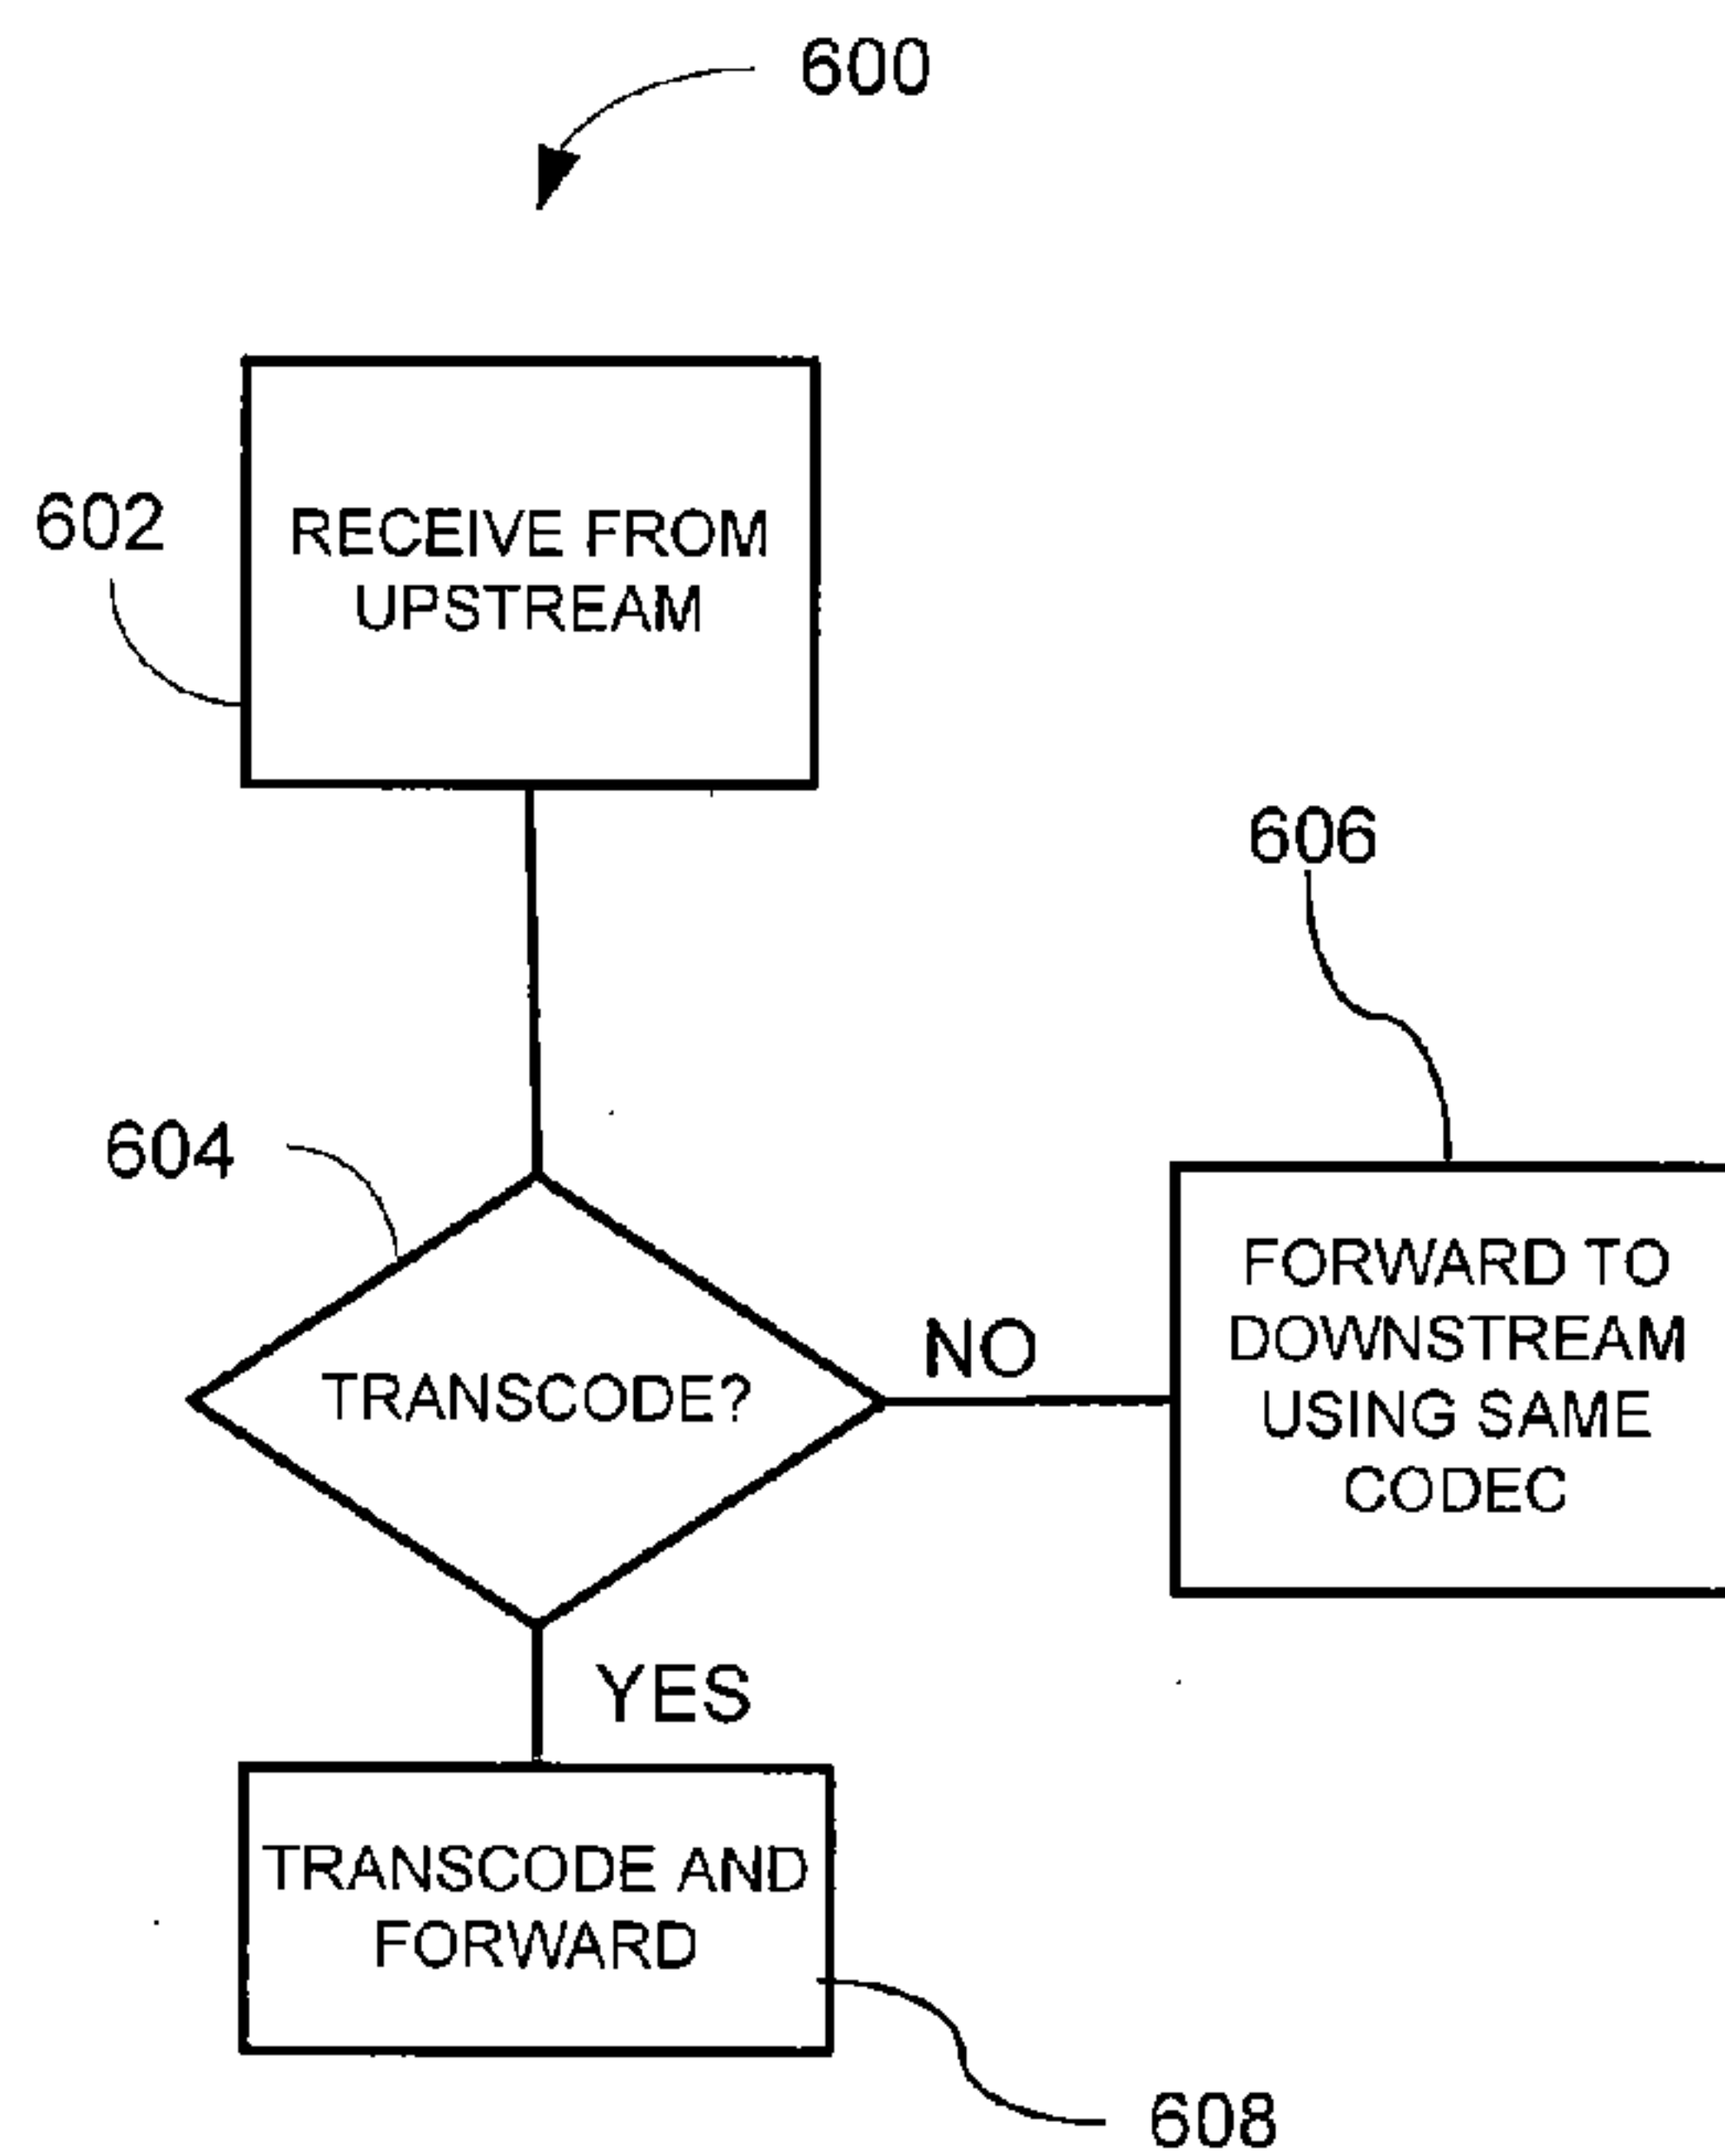 600
602
RECEIVE FROM
UPSTREAM
606
604
TRANSCODE?
NO
FORWARD TO
DOWNSTREAM
USING SAME
CODEC
YES
TRANSCODE AND
FORWARD
608